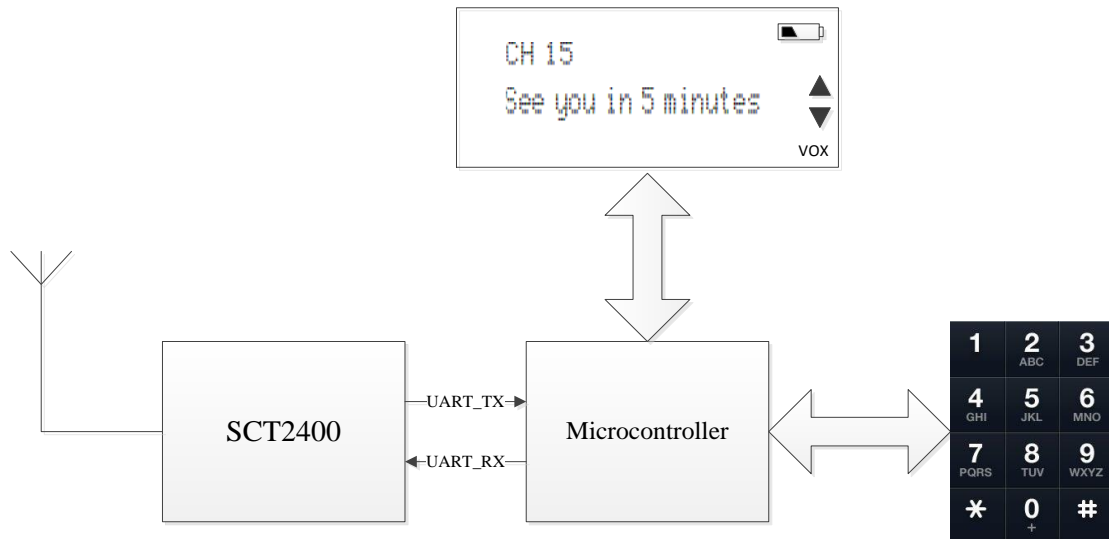 CH 15
See you in 5 minutes
VOX
UART_TX
SCT2400
Microcontroller
UART_RX
1 2 3
ABC DEF
4 5 6
GHI JKL MNO
7 8 9
PQRS TUV WXYZ
* 0 #
+